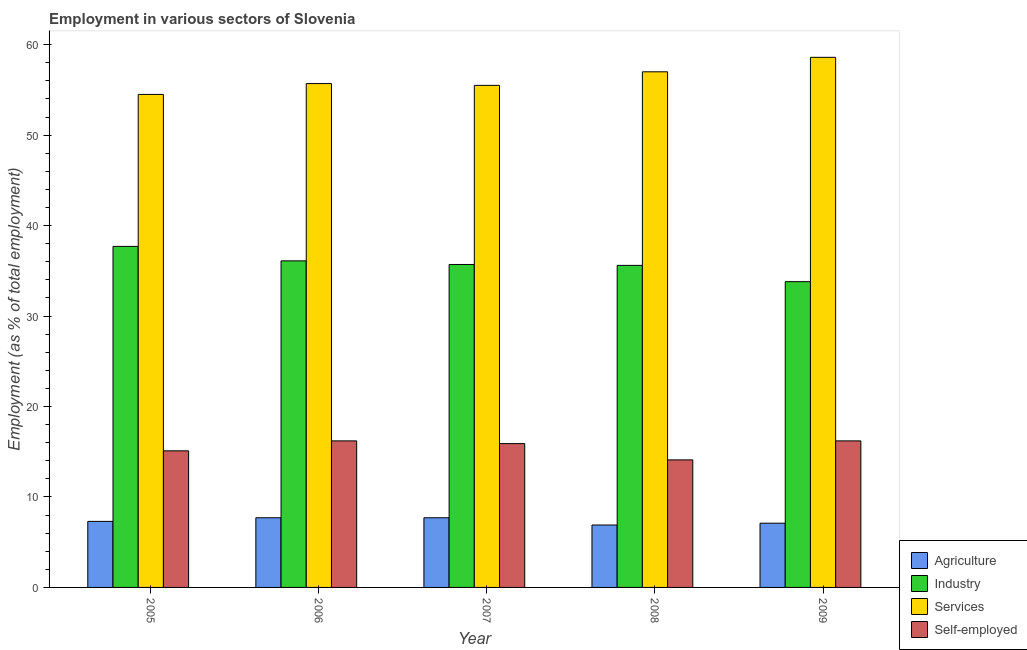 Employment in various sectors of Slovenia
Employment (as % of total employment)
60
50
40
30
20
10
0
2005
2006
2007
2008
2009
Year
Agriculture
Industry
Services
Self-employed